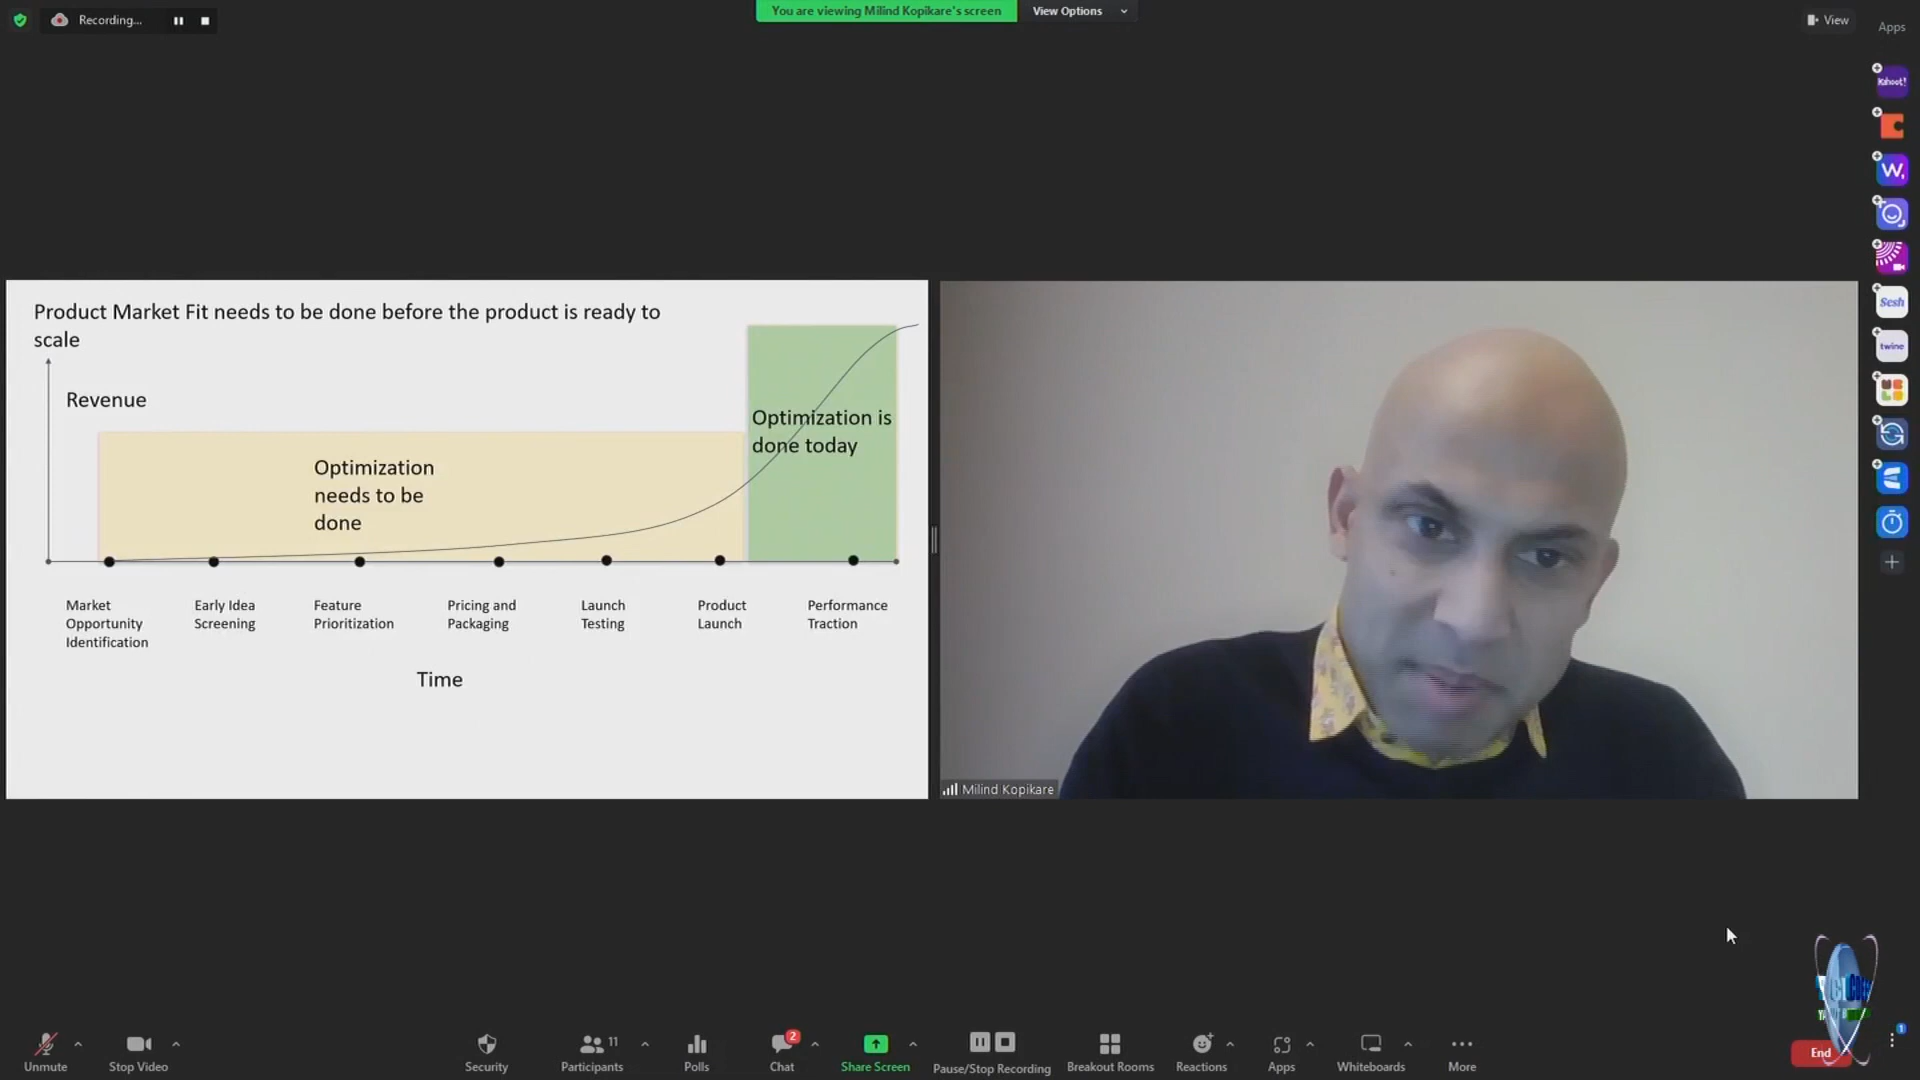 Recording...
You are viewing Milind Kopikare's screen
View Options
View
Apps
Kahoot!
W,
Sesh
twine
Product Market Fit needs to be done before the product is ready to
scale
Revenue
Optimization is
done today
Optimization
needs to be
done
Market
Opportunity
Identification
Early Idea
Screening
Feature
Prioritization
Pricing and
Packaging
Launch
Testing
Product
Launch
Performance
Traction
Time
Milind Kopikare
Unmute
Stop Video
Security
11
Participants
Polls
2
Chat
Share Screen
Pause/Stop Recording
Breakout Rooms
Reactions
Apps
Whiteboards
More
1
End